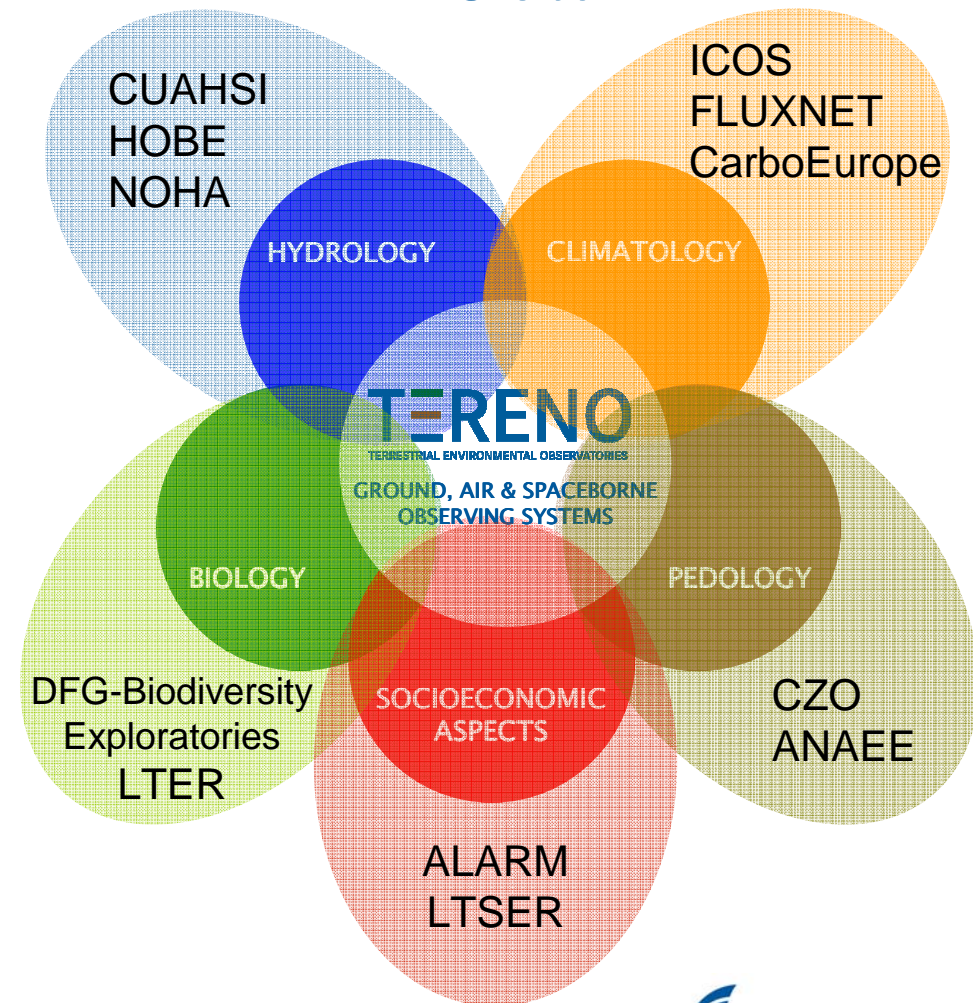 CUAHSI
HOBE
NOHA
ICOS
FLUXNET
CarboEurope
HYDROLOGY
CLIMATOLOGY
TERENO
TERRESTRIAL ENVIRONMENTAL OBSERVATORIES
GROUND, AIR & SPACEBORNE
OBSERVING SYSTEMS
BIOLOGY
PEDOLOGY
SOCIOECONOMIC
ASPECTS
DFG-Biodiversity
Exploratories
LTER
CZO
ANAEE
ALARM
LTSER